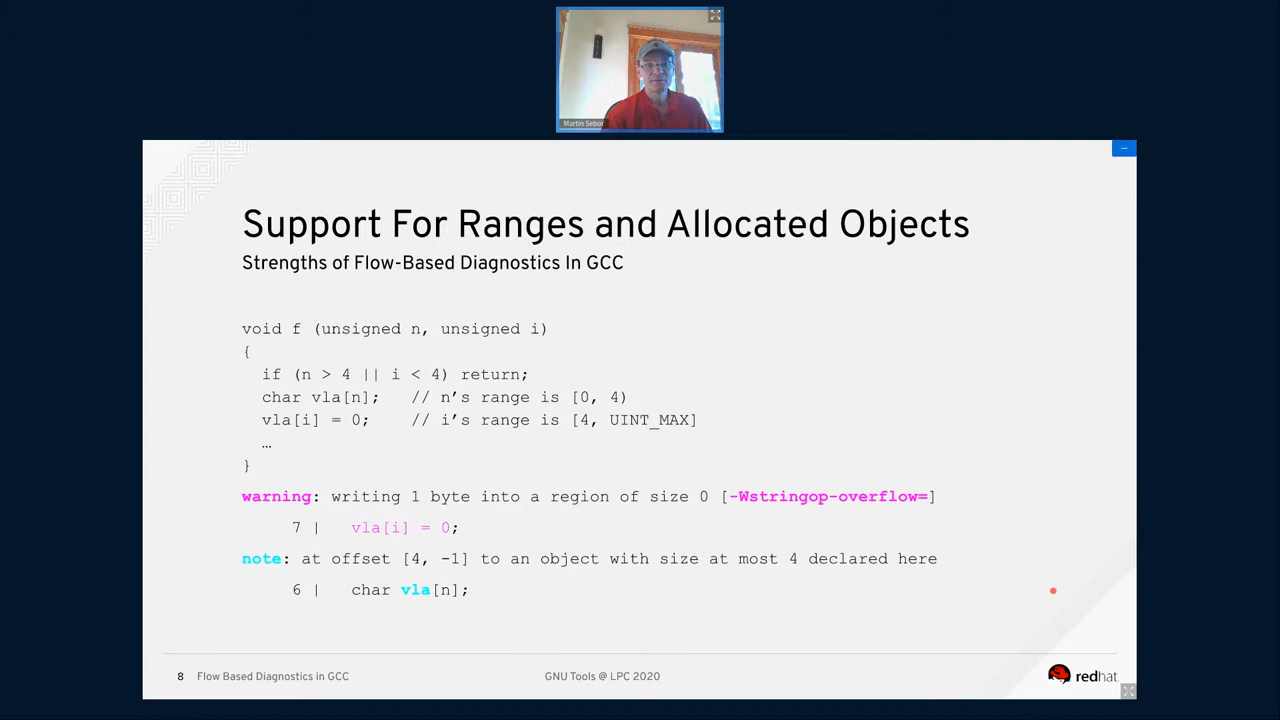 Martin Sebor
Support For Ranges and Allocated Objects
Strengths of Flow-Based Diagnostics In GCC
void f (unsigned n, unsigned i)
{
if (n > 4 || i < 4) return;
char vla[n]; // n’s range is [0, 4)
vla[i] = 0; // i’s range is [4, UINT_MAX]
…
}
warning: writing 1 byte into a region of size 0 [-Wstringop-overflow=]
7 | vla[i] = 0;
note: at offset [4, -1] to an object with size at most 4 declared here
6 | char vla[n];
8 Flow Based Diagnostics in GCC GNU Tools @ LPC 2020 redhat.